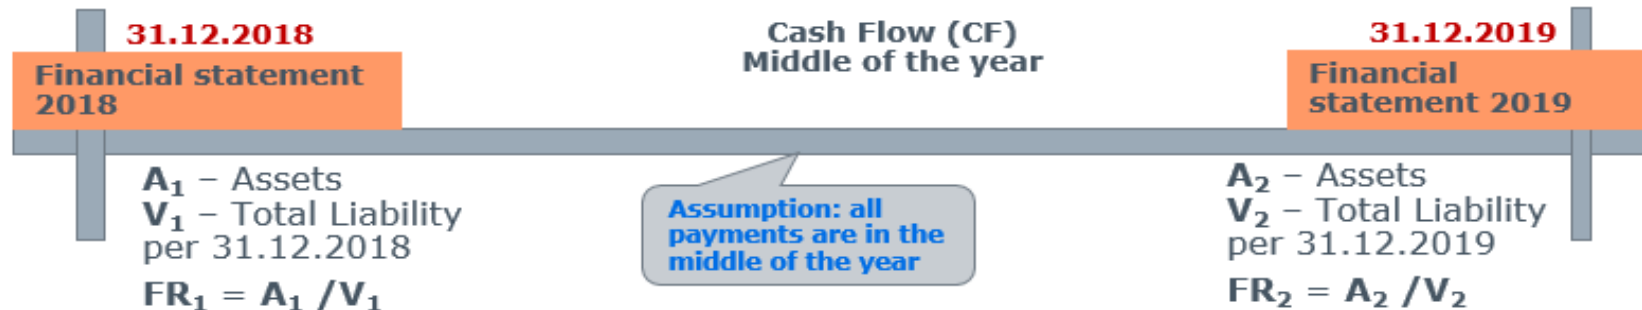 31.12.2018
Financial statement
2018
Cash Flow (CF)
Middle of the year
31.12.2019
Financial
statement 2019
A₁ – Assets
V₁ – Total Liability
per 31.12.2018
FR₁ = A₁ /V₁
Assumption: all
payments are in the
middle of the year
A₂ – Assets
V₂ – Total Liability
per 31.12.2019
FR₂ = A₂ /V₂